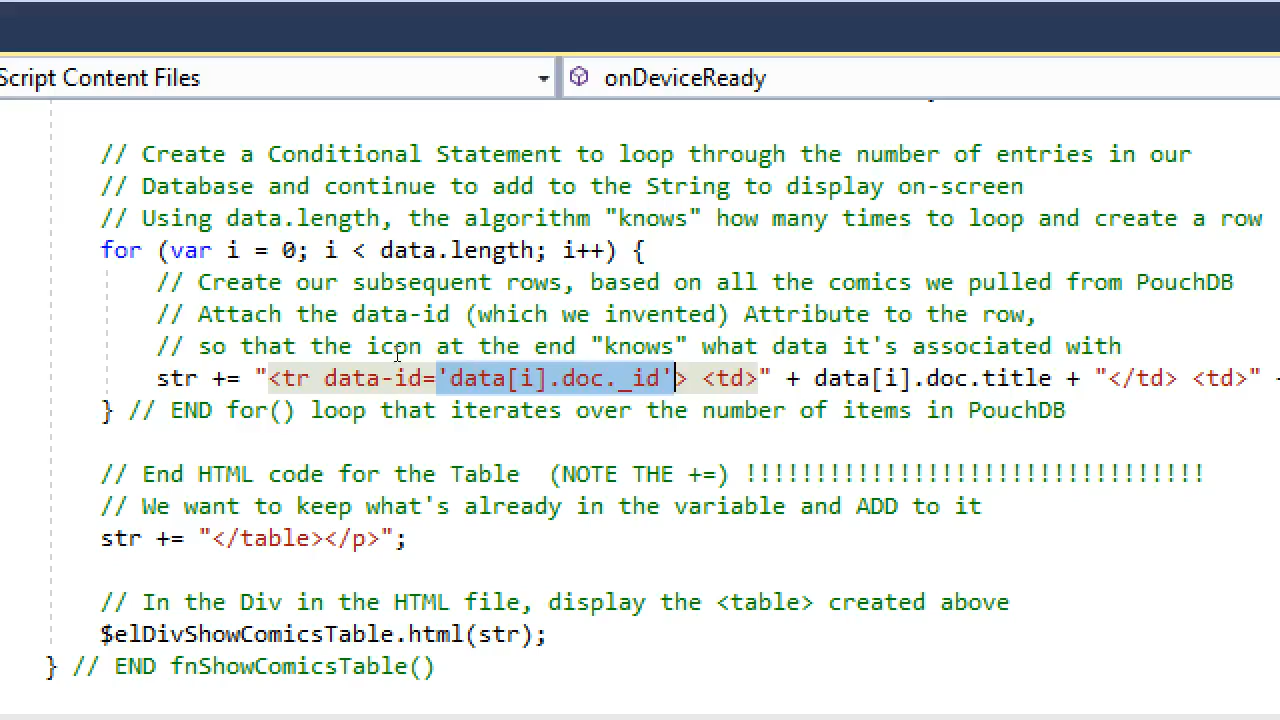 Script Content Files
onDeviceReady
// Create a Conditional Statement to loop through the number of entries in our
// Database and continue to add to the String to display on-screen
// Using data.length, the algorithm "knows" how many times to loop and create a row
for (var i = 0; i < data.length; i++) {
// Create our subsequent rows, based on all the comics we pulled from PouchDB
// Attach the data-id (which we invented) Attribute to the row,
// so that the icon at the end "knows" what data it's associated with
str += "<tr data-id='data[i].doc._id'> <td>" + data[i].doc.title + "</td> <td>" +
} // END for() loop that iterates over the number of items in PouchDB
// End HTML code for the Table  (NOTE THE +=) !!!!!!!!!!!!!!!!!!!!!!!!!!!!!!!!!
// We want to keep what's already in the variable and ADD to it
str += "</table></p>";
// In the Div in the HTML file, display the <table> created above
$elDivShowComicsTable.html(str);
} // END fnShowComicsTable()